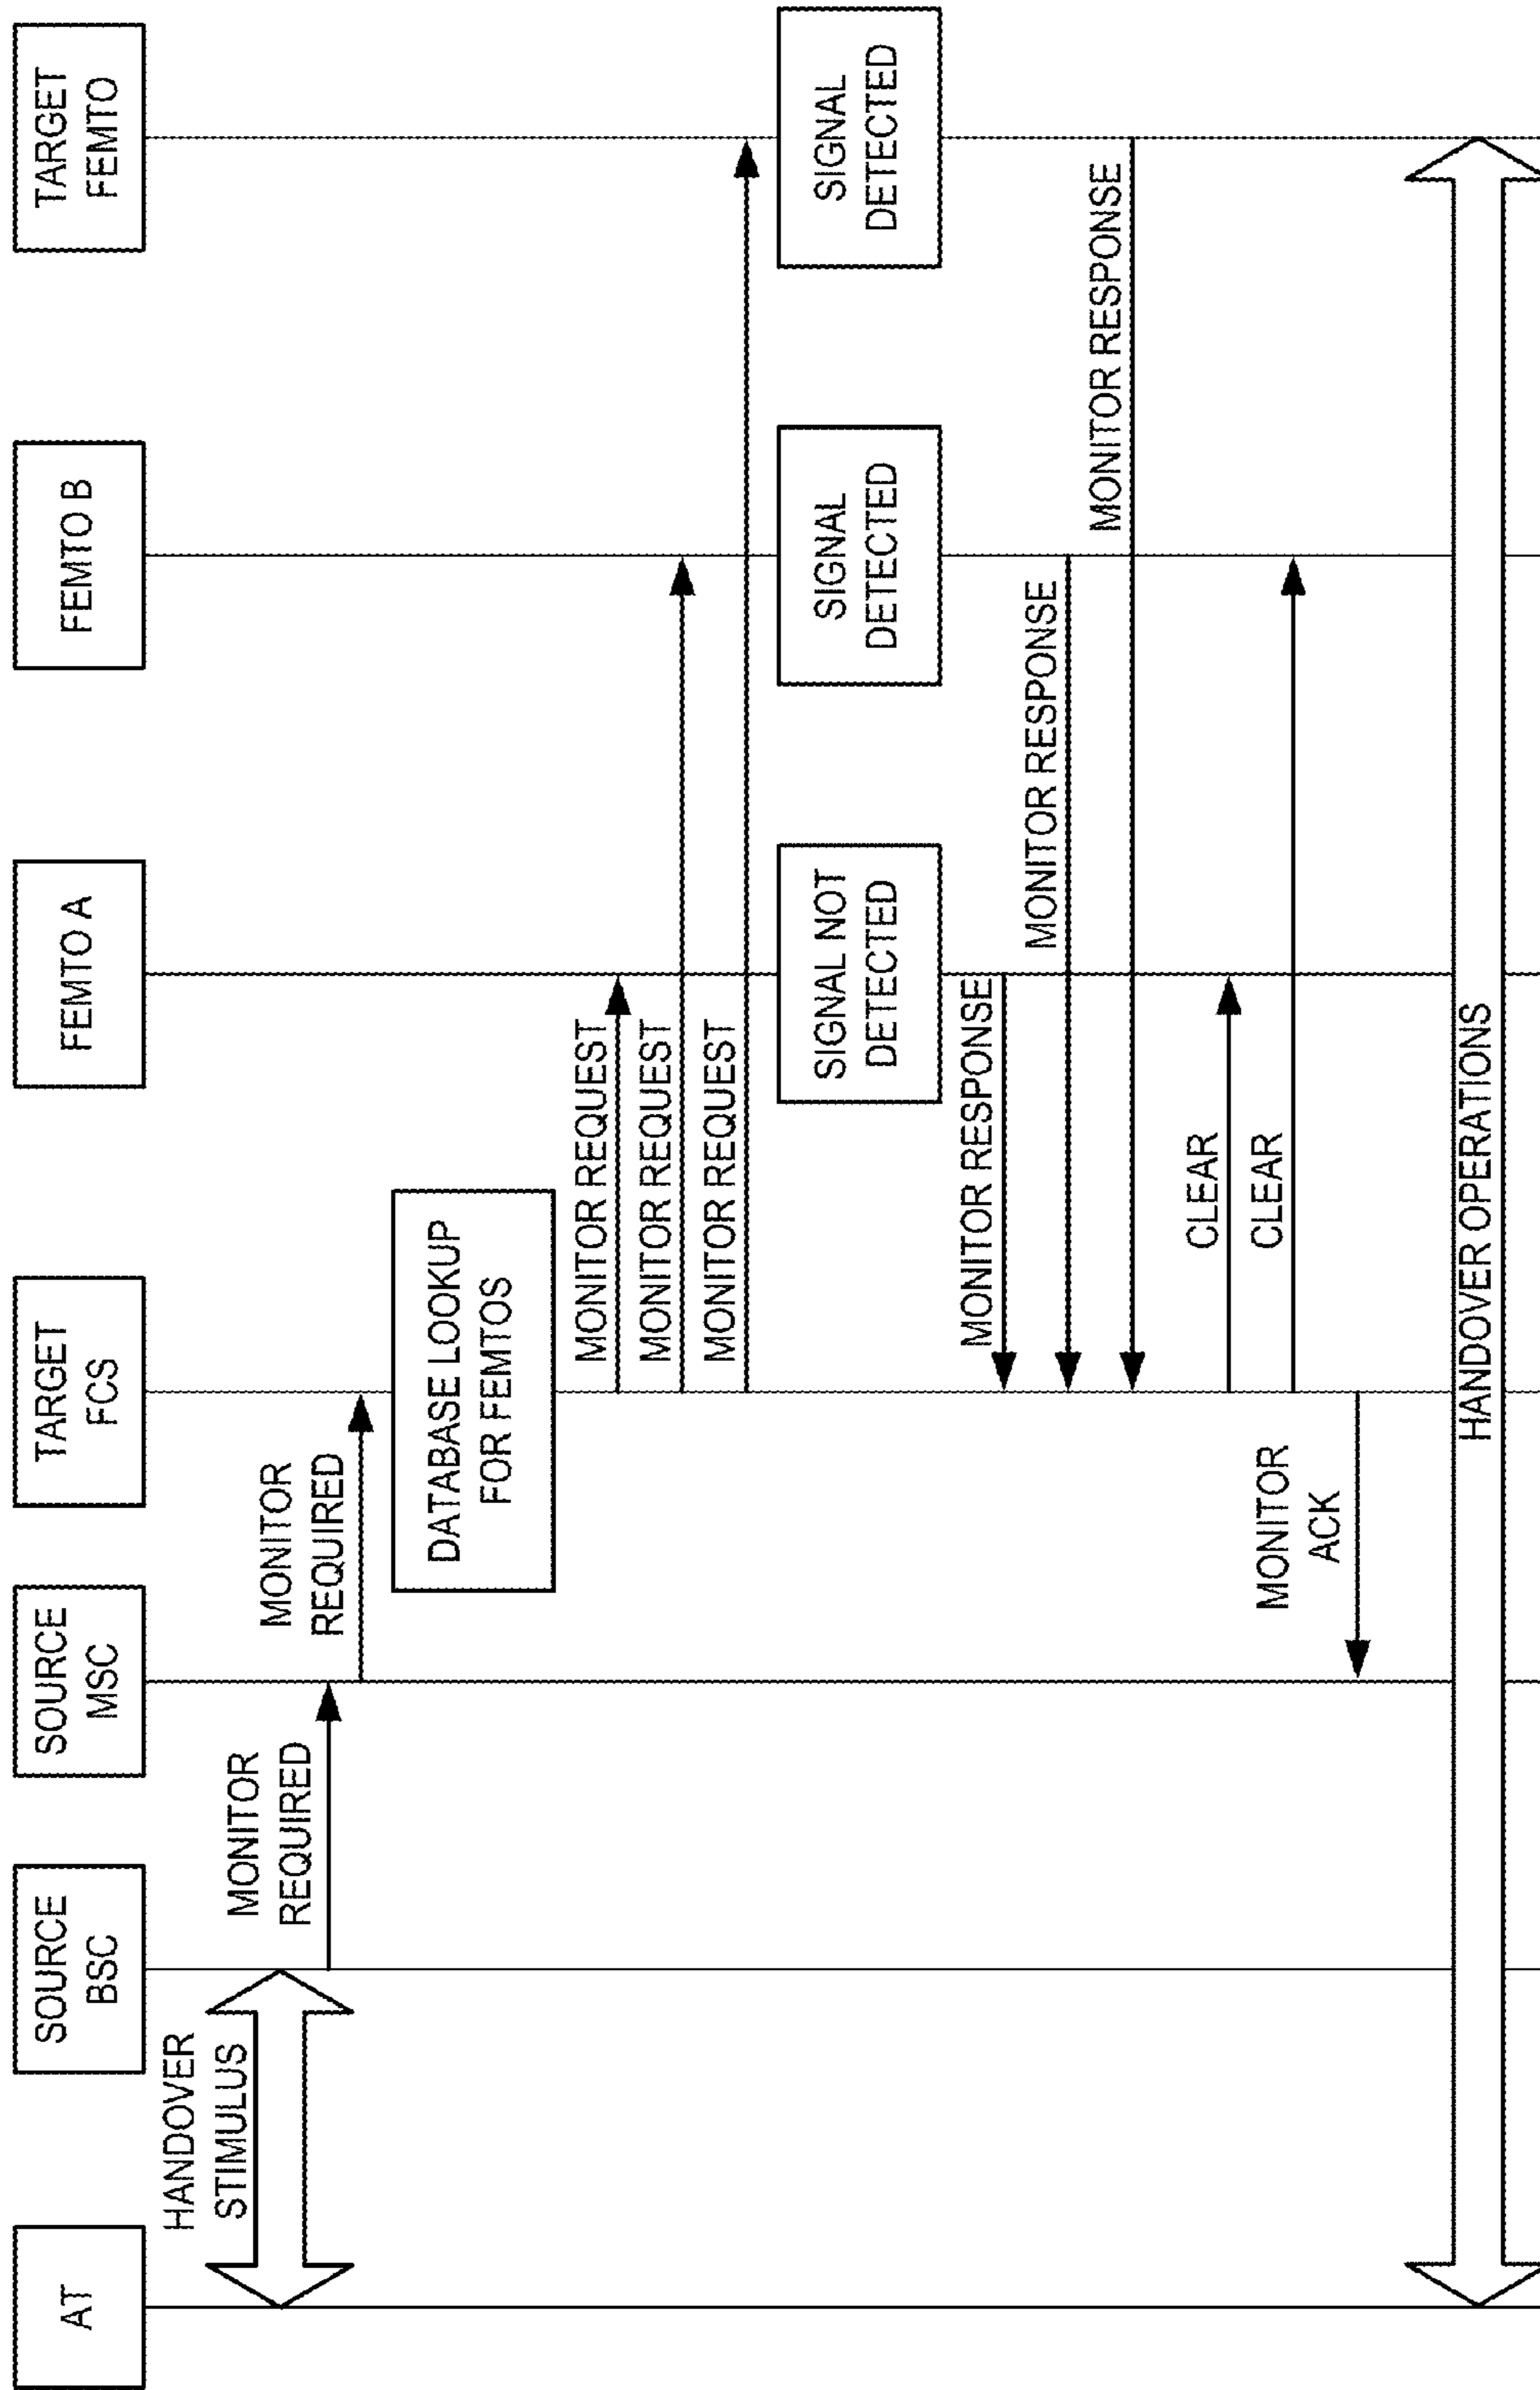 AT
SOURCE
BSC
SOURCE
MSC
TARGET
FCS
FEMTO A
FEMTO B
TARGET
FEMTO
HANDOVER
STIMULUS
MONITOR
REQUIRED
MONITOR
REQUIRED
DATABASE LOOKUP
FOR FEMTOS
MONITOR REQUEST
MONITOR REQUEST
MONITOR REQUEST
SIGNAL NOT
DETECTED
SIGNAL
DETECTED
SIGNAL
DETECTED
MONITOR RESPONSE
MONITOR RESPONSE
MONITOR RESPONSE
CLEAR
CLEAR
MONITOR
ACK
HANDOVER OPERATIONS